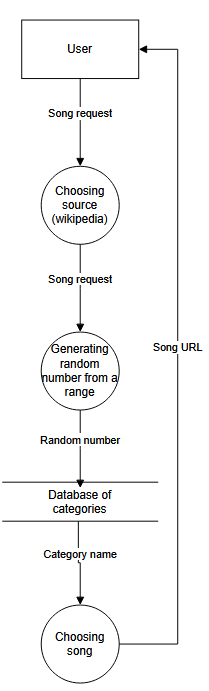 User
Song request
Choosing
source
(wikipedia)
Song request
Generating
random
number from a
range
Song URL
Random number
Database of
categories
Category name
Choosing
song